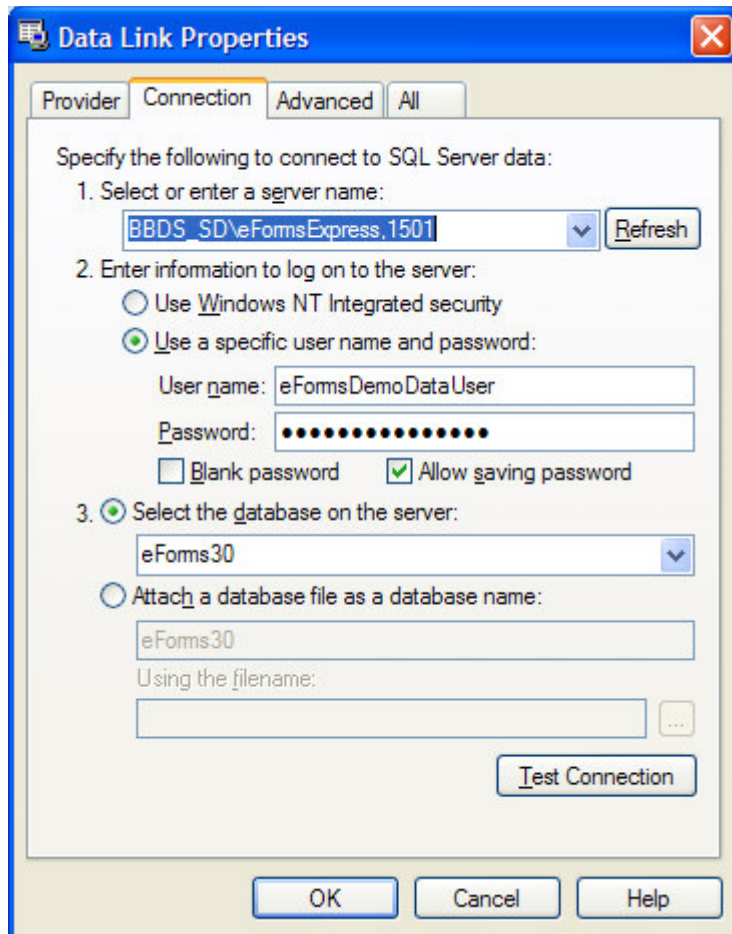 Data Link Properties
Provider Connection Advanced All
Specify the following to connect to SQL Server data:
1. Select or enter a server name:
BBDS_SD\eFormsExpress,1501 Refresh
2. Enter information to log on to the server:
Use Windows NT Integrated security
Use a specific user name and password:
User name: eFormsDemoDataUser
Password: •••••••••••••••
Blank password Allow saving password
3. Select the database on the server:
eForms30
Attach a database file as a database name:
eForms30
Using the filename:
...
Test Connection
OK Cancel Help